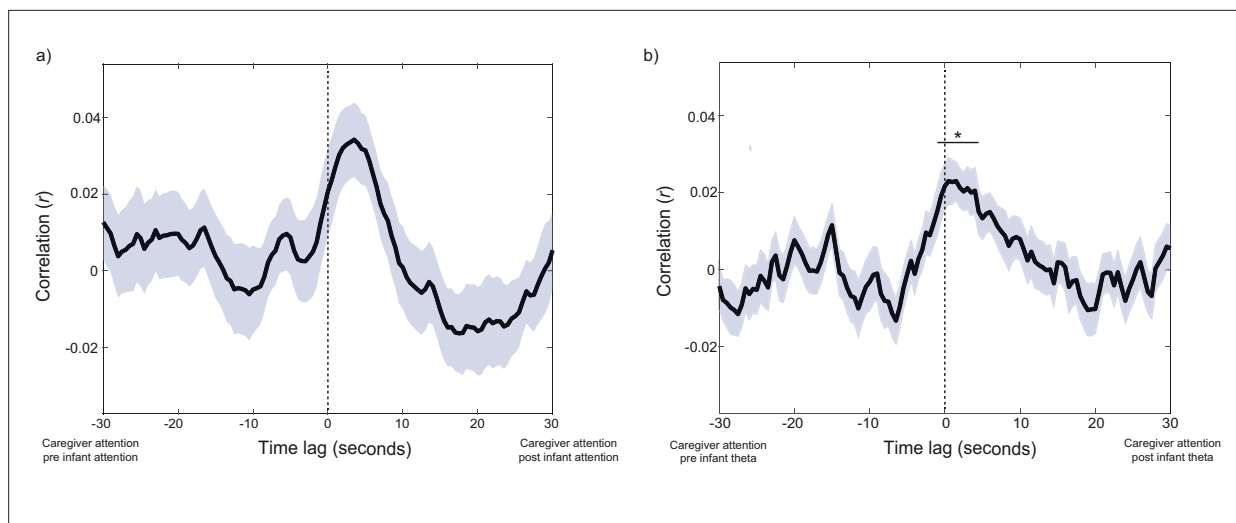 a)
Correlation (r)
0.04
0.02
0
-0.02
-30 -20 -10 0 10 20 30
Time lag (seconds)
Caregiver attention
pre infant attention
Caregiver attention
post infant attention
b)
*
Correlation (r)
0.04
0.02
0
-0.02
-30 -20 -10 0 10 20 30
Time lag (seconds)
Caregiver attention
pre infant theta
Caregiver attention
post infant theta